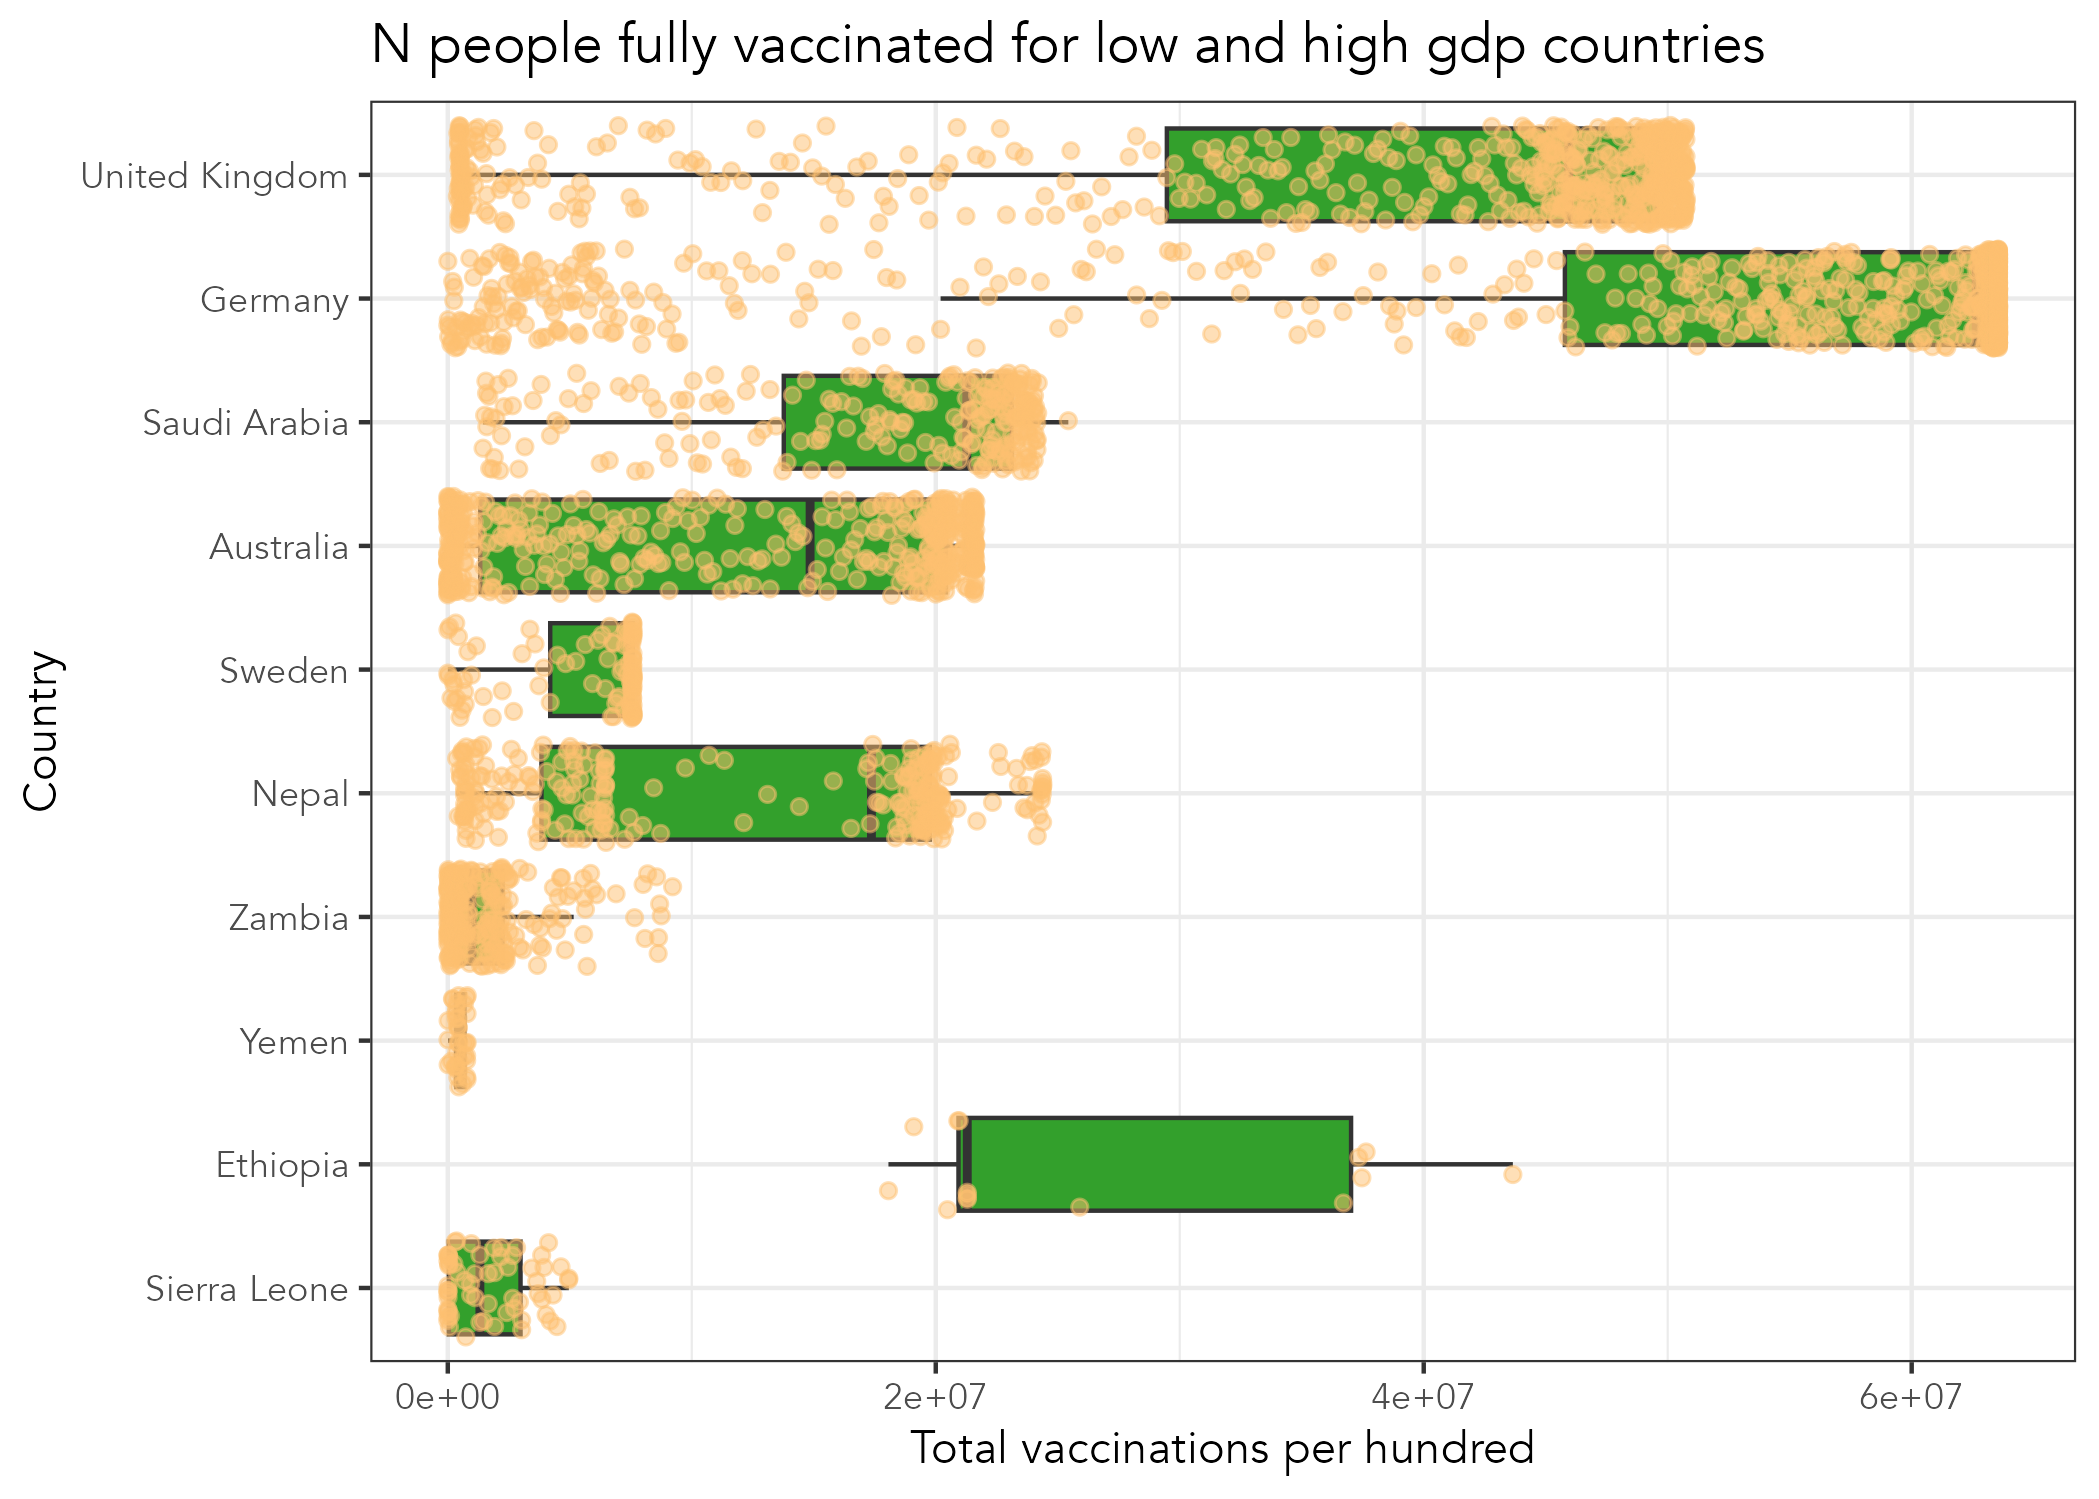 N people fully vaccinated for low and high gdp countries
United Kingdom
Germany
Saudi Arabia
Australia
Sweden
Nepal
Zambia
Yemen
Ethiopia
Sierra Leone
Country
0e+00 2e+07 4e+07 6e+07
Total vaccinations per hundred